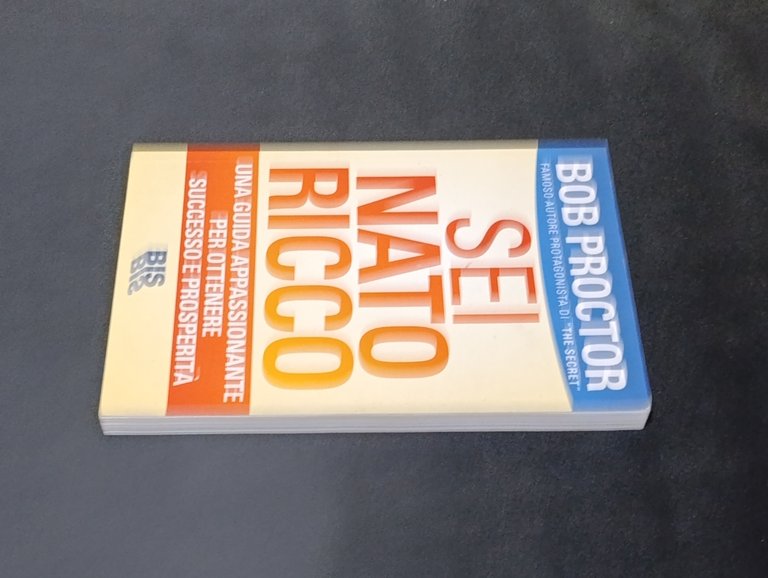 BOB PROCTOR
FAMOSO AUTORE PROTAGONISTA DI "THE SECRET"
SEI
NATO
RICCO
UNA GUIDA APPASSIONANTE
PER OTTENERE
SUCCESSO E PROSPERITÀ
BIS